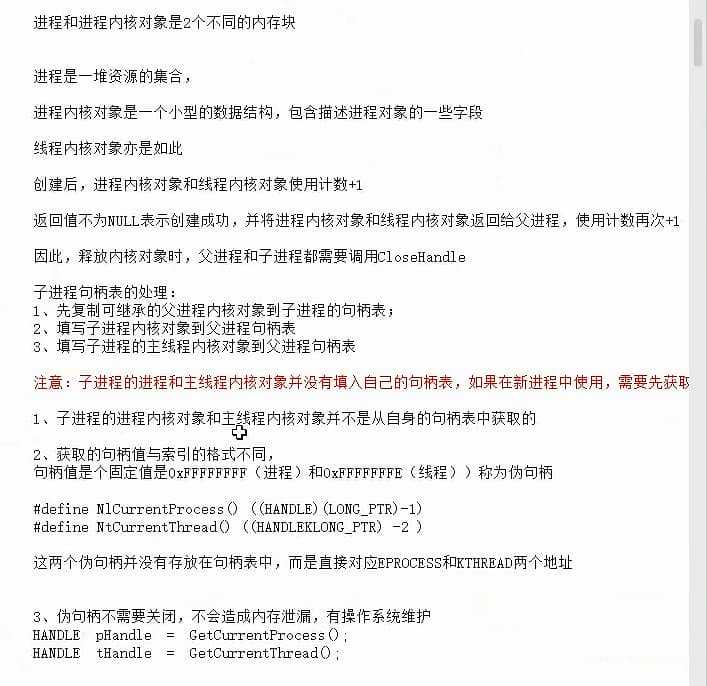 进程和进程内核对象是2个不同的内存块
进程是一堆资源的集合，
进程内核对象是一个小型的数据结构，包含描述进程对象的一些字段
线程内核对象亦是如此
创建后，进程内核对象和线程内核对象使用计数+1
返回值不为NULL表示创建成功，并将进程内核对象和线程内核对象返回给父进程，使用计数再次+1
因此，释放内核对象时，父进程和子进程都需要调用CloseHandle
子进程句柄表的处理：
1、先复制可继承的父进程内核对象到子进程的句柄表；
2、填写子进程内核对象到父进程句柄表
3、填写子进程的主线程内核对象到父进程句柄表
注意：子进程的进程和主线程内核对象并没有填入自己的句柄表，如果在新进程中使用，需要先获取
1、子进程的进程内核对象和主线程内核对象并不是从自身的句柄表中获取的
2、获取的句柄值与索引的格式不同，
句柄值是个固定值是0xFFFFFFFF（进程）和0xFFFFFFFE（线程））称为伪句柄
#define NlCurrentProcess() ((HANDLE)(LONG_PTR)-1)
#define NtCurrentThread() ((HANDLEKLONG_PTR) -2 )
这两个伪句柄并没有存放在句柄表中，而是直接对应EPROCESS和KTHREAD两个地址
3、伪句柄不需要关闭，不会造成内存泄漏，有操作系统维护
HANDLE pHandle = GetCurrentProcess();
HANDLE tHandle = GetCurrentThread();